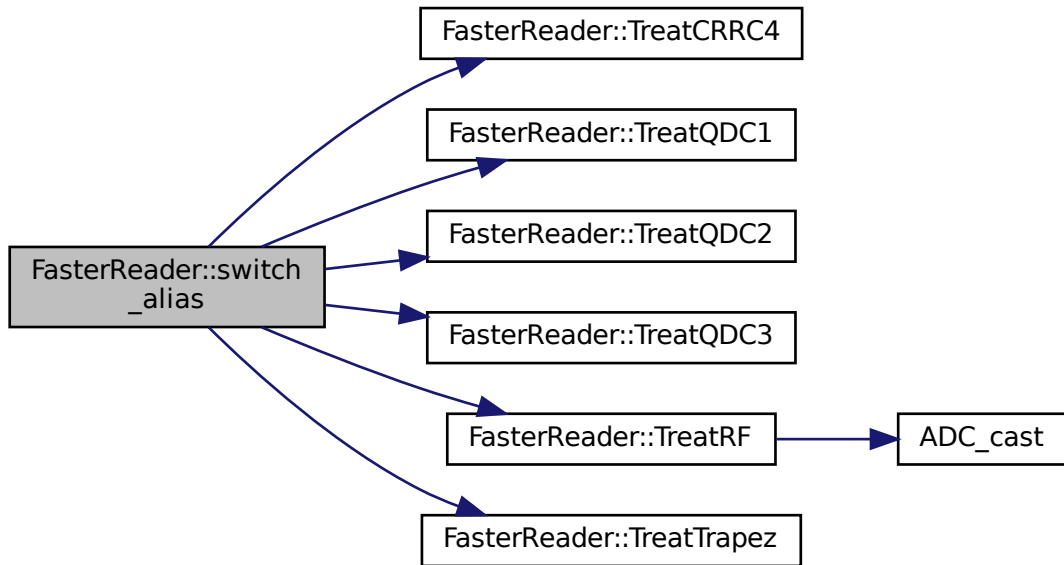 FasterReader::TreatCRRC4
FasterReader::TreatQDC1
FasterReader::TreatQDC2
FasterReader::switch
_alias
FasterReader::TreatQDC3
FasterReader::TreatRF
ADC_cast
FasterReader::TreatTrapez